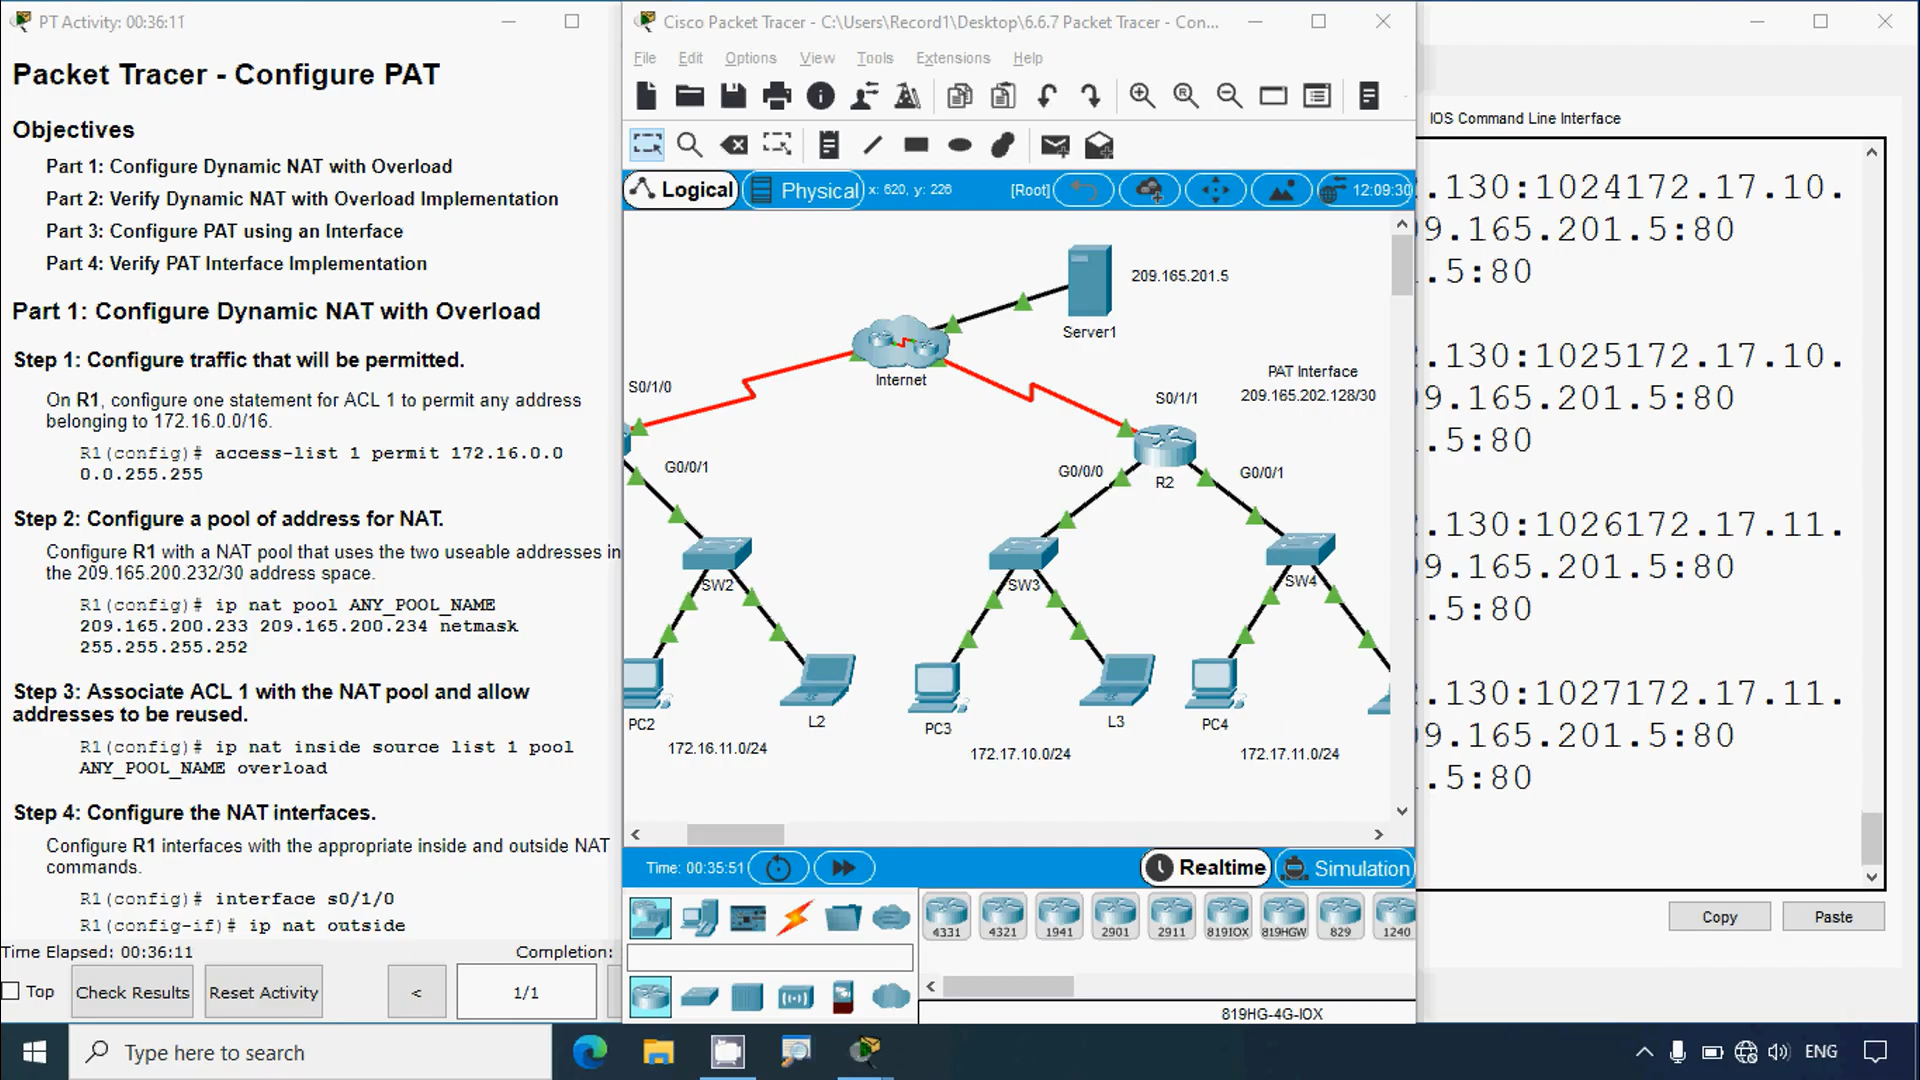 PT Activity: 00:36:11
Packet Tracer - Configure PAT
Objectives
Part 1: Configure Dynamic NAT with Overload
Part 2: Verify Dynamic NAT with Overload Implementation
Part 3: Configure PAT using an Interface
Part 4: Verify PAT Interface Implementation
Part 1: Configure Dynamic NAT with Overload
Step 1: Configure traffic that will be permitted.
On R1, configure one statement for ACL 1 to permit any address
belonging to 172.16.0.0/16.
R1(config)# access-list 1 permit 172.16.0.0
0.0.255.255
Step 2: Configure a pool of address for NAT.
Configure R1 with a NAT pool that uses the two useable addresses in
the 209.165.200.232/30 address space.
R1(config)# ip nat pool ANY_POOL_NAME
209.165.200.233 209.165.200.234 netmask
255.255.255.252
Step 3: Associate ACL 1 with the NAT pool and allow
addresses to be reused.
R1(config)# ip nat inside source list 1 pool
ANY_POOL_NAME overload
Step 4: Configure the NAT interfaces.
Configure R1 interfaces with the appropriate inside and outside NAT
commands.
R1(config)# interface s0/1/0
R1(config-if)# ip nat outside
Time Elapsed: 00:36:11
Completion:
Top
Check Results
Reset Activity
<
1/1
Cisco Packet Tracer - C:\Users\Record1\Desktop\6.6.7 Packet Tracer - Con...
File Edit Options View Tools Extensions Help
Logical
Physical
x: 620, y: 226
[Root]
12:09:30
209.165.201.5
Server1
Internet
PAT Interface
209.165.202.128/30
S0/1/0
S0/1/1
G0/0/1
G0/0/0
R2
G0/0/1
SW2
SW3
SW4
PC2
L2
PC3
L3
PC4
172.16.11.0/24
172.17.10.0/24
172.17.11.0/24
Time: 00:35:51
Realtime
Simulation
4331
4321
1941
2901
2911
819IOX
819HGW
829
1240
819HG-4G-IOX
IOS Command Line Interface
.130:1024172.17.10.
9.165.201.5:80
.5:80
.130:1025172.17.10.
9.165.201.5:80
.5:80
.130:1026172.17.11.
9.165.201.5:80
.5:80
.130:1027172.17.11.
9.165.201.5:80
.5:80
Copy
Paste
Type here to search
ENG